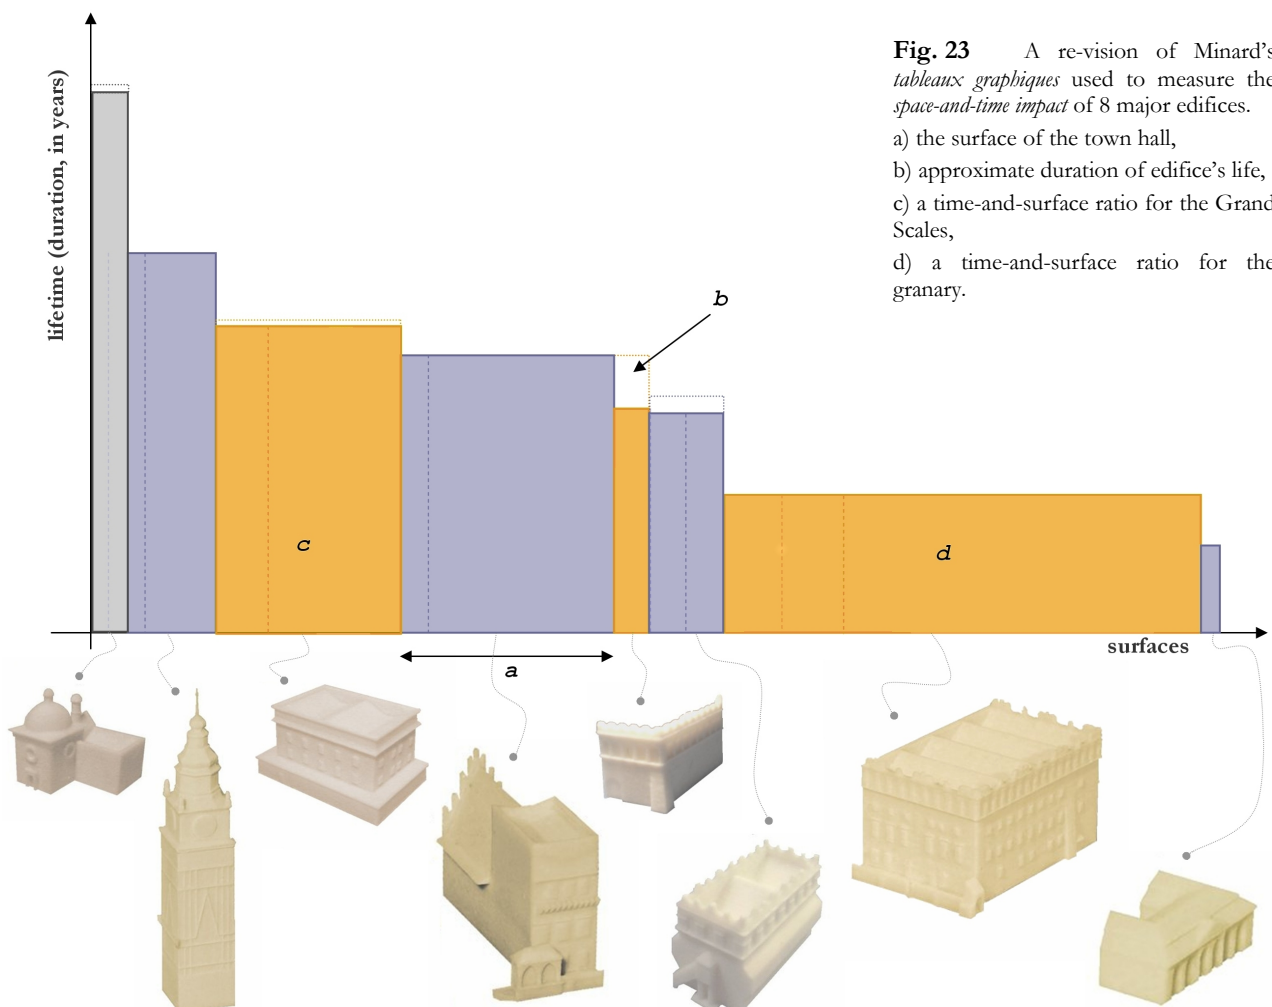 Fig. 23 A re-vision of Minard's
tableaux graphiques used to measure the
space-and-time impact of 8 major edifices.
a) the surface of the town hall,
b) approximate duration of edifice's life,
c) a time-and-surface ratio for the Grand
Scales,
d) a time-and-surface ratio for the
granary.
lifetime (duration, in years)
b
c
d
surfaces
a